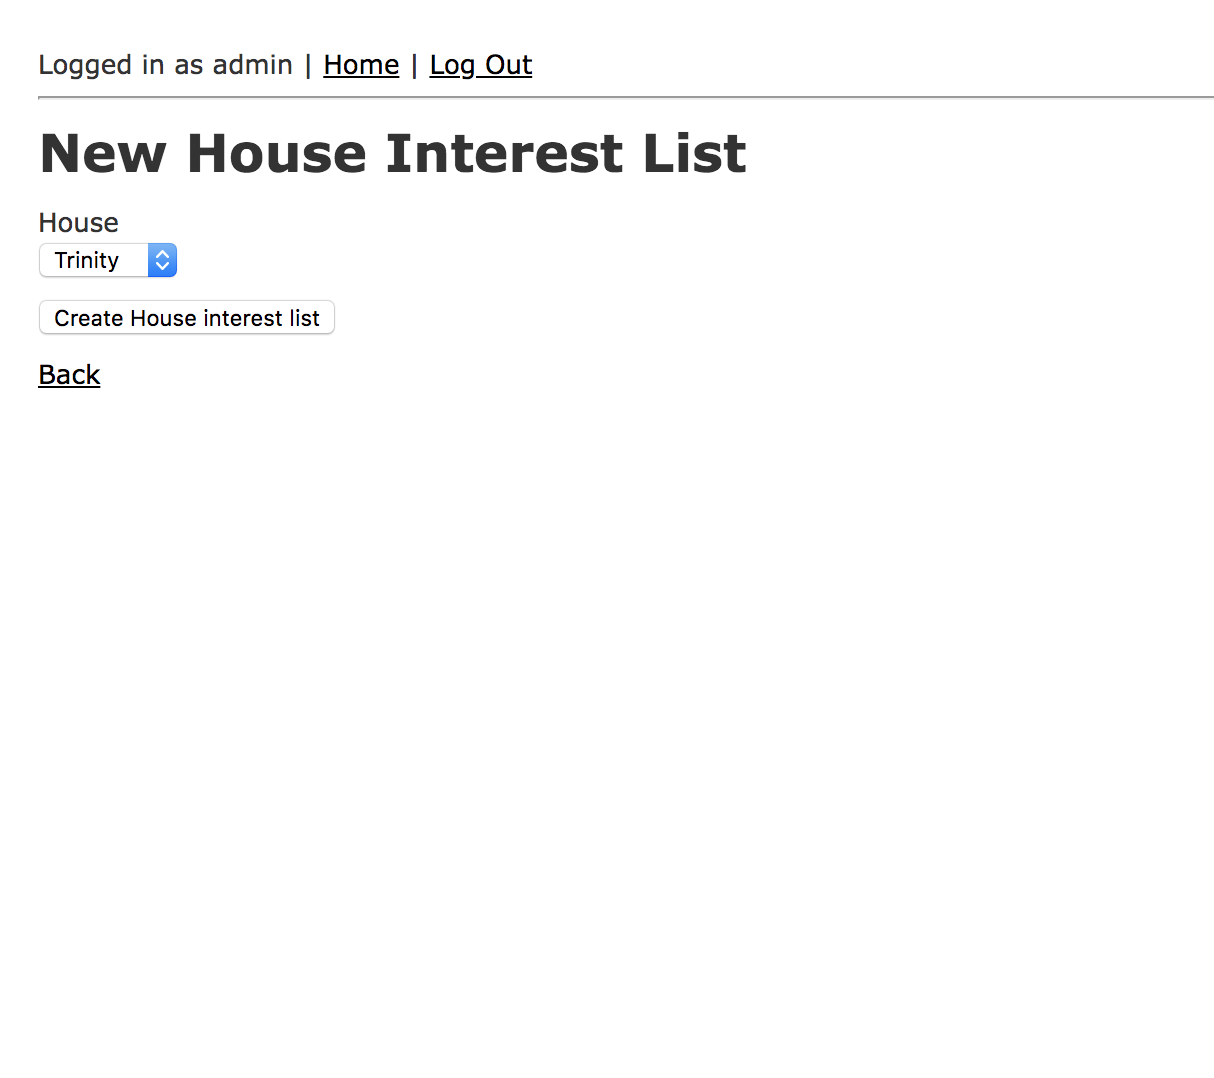 Logged in as admin | Home | Log Out
New House Interest List
House
Trinity
Create House interest list
Back